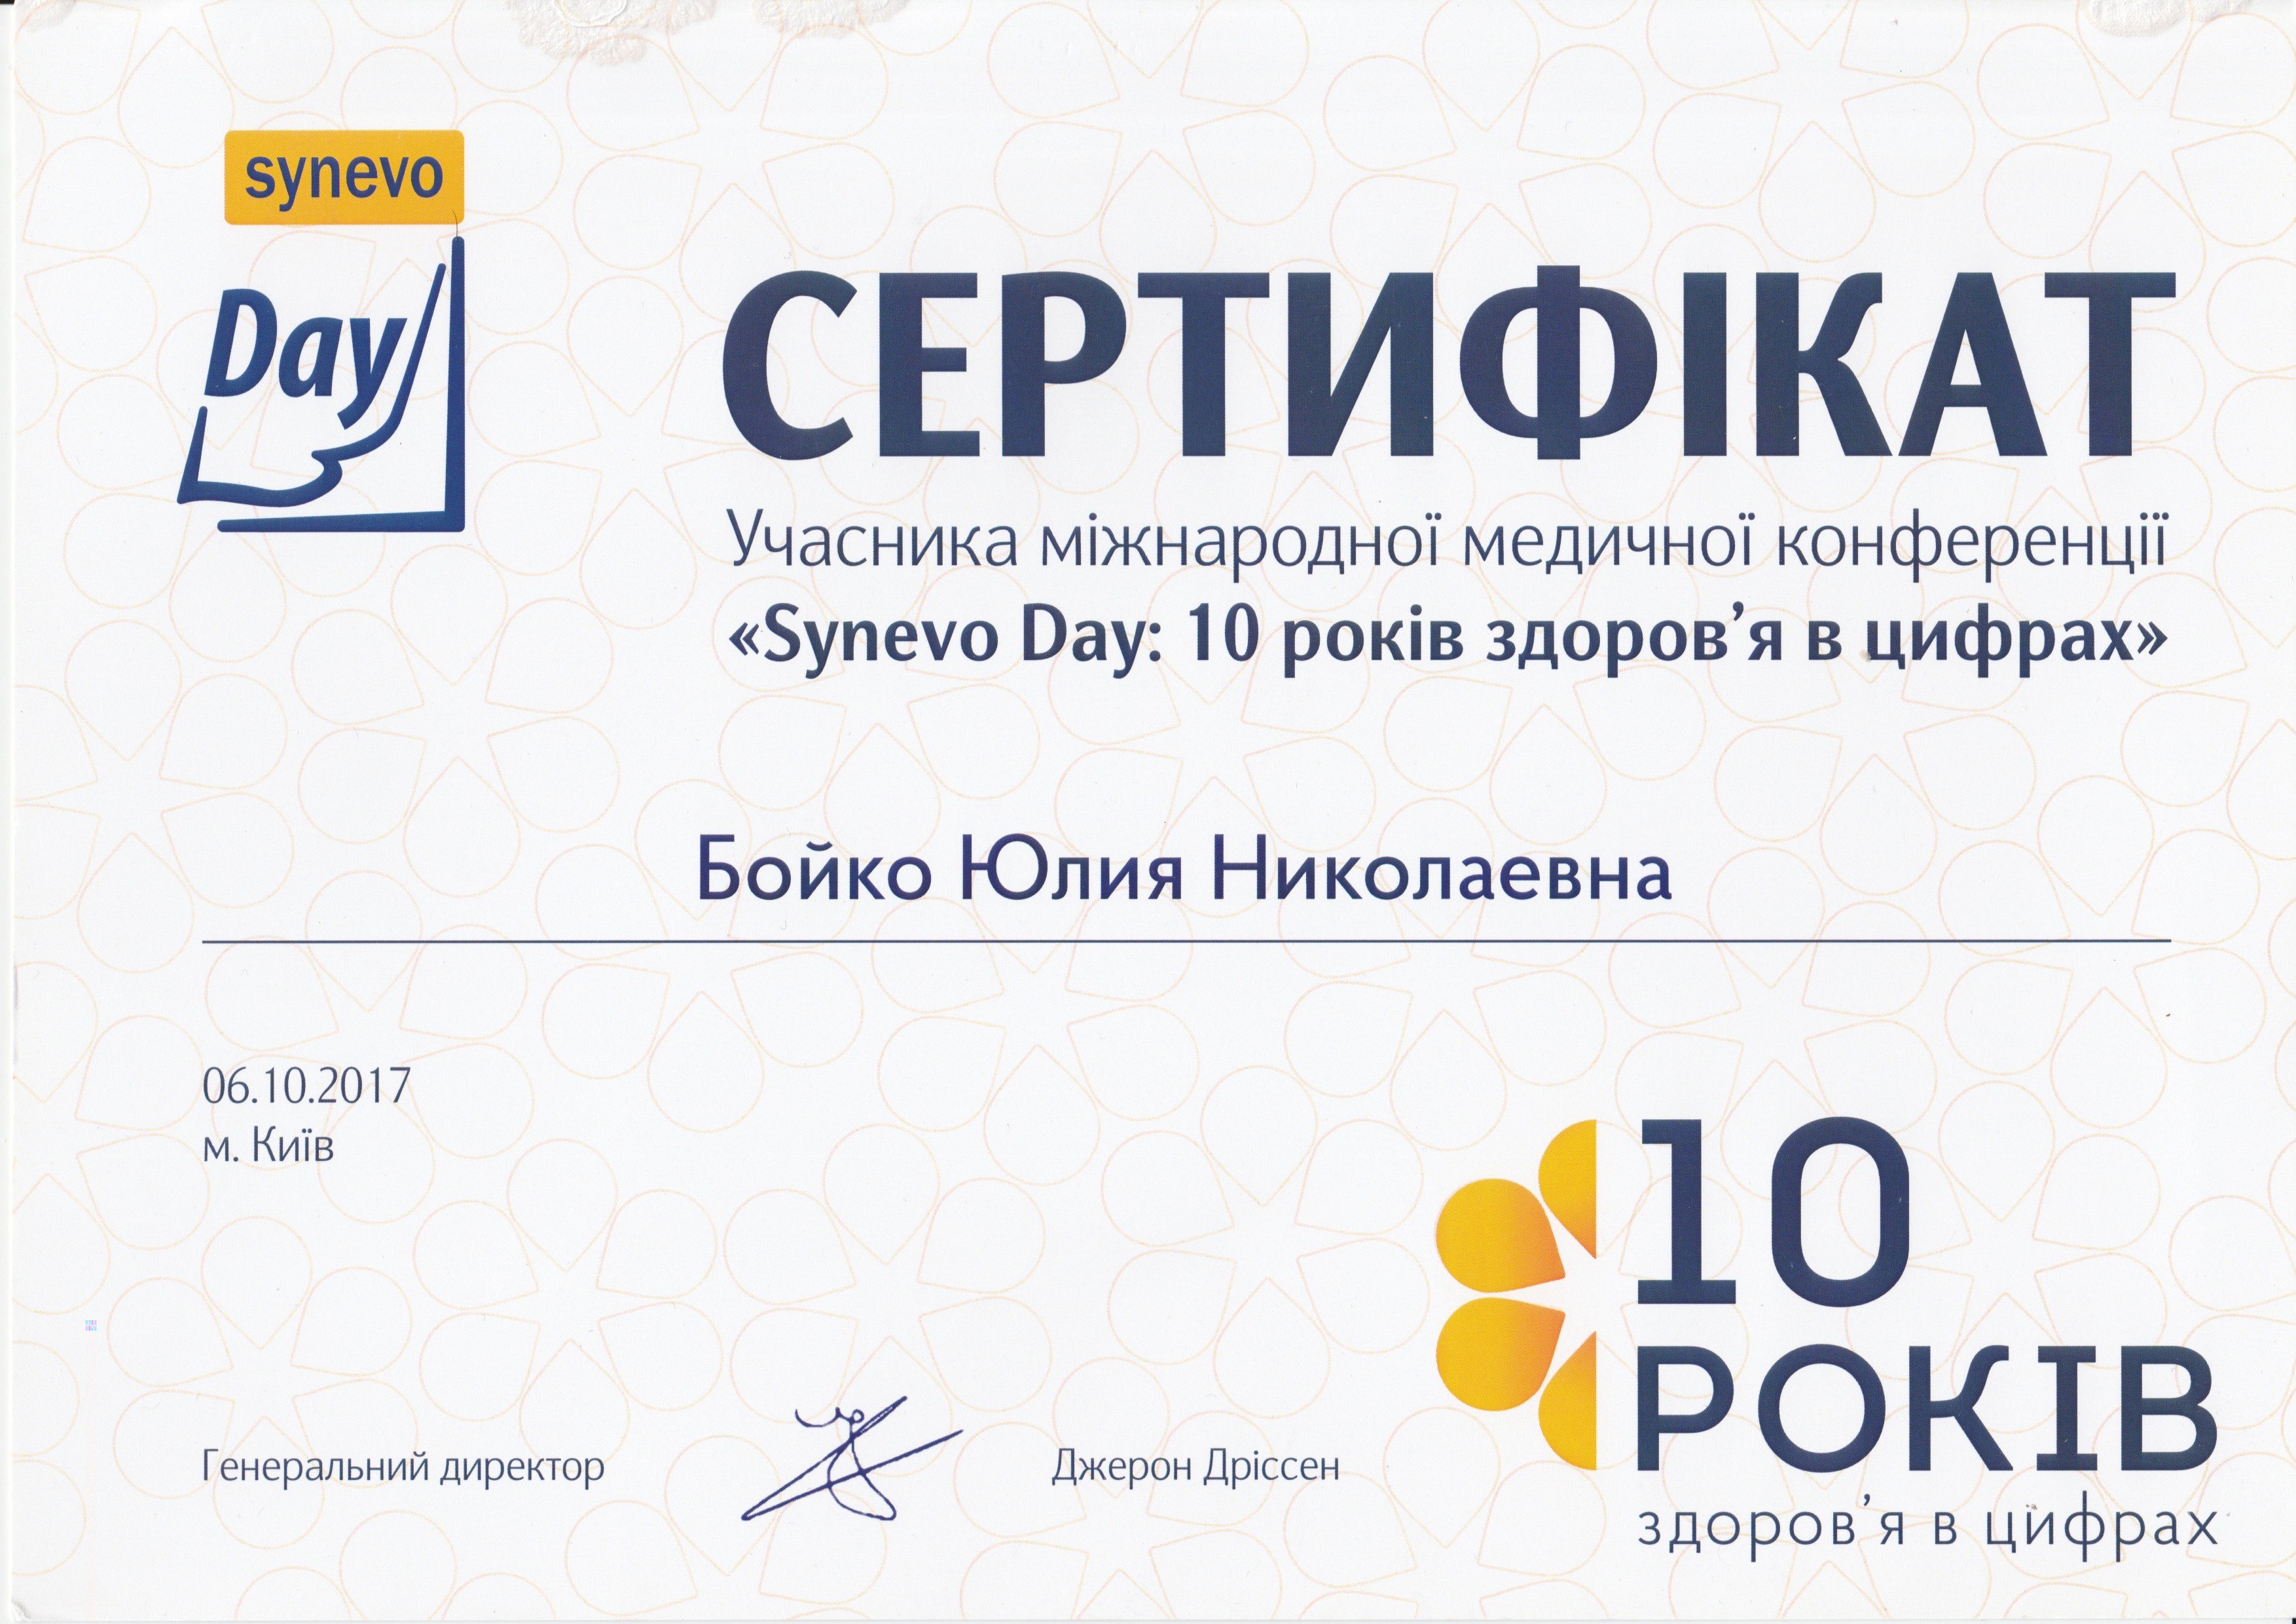 synevo
Day
СЕРТИФІКАТ
Учасника міжнародної медичної конференції
«Synevo Day: 10 років здоров’я в цифрах»
Бойко Юлия Николаевна
06.10.2017
м. Київ
Генеральний директор
Джерон Дріссен
10
РОКІВ
здоров’я в цифрах